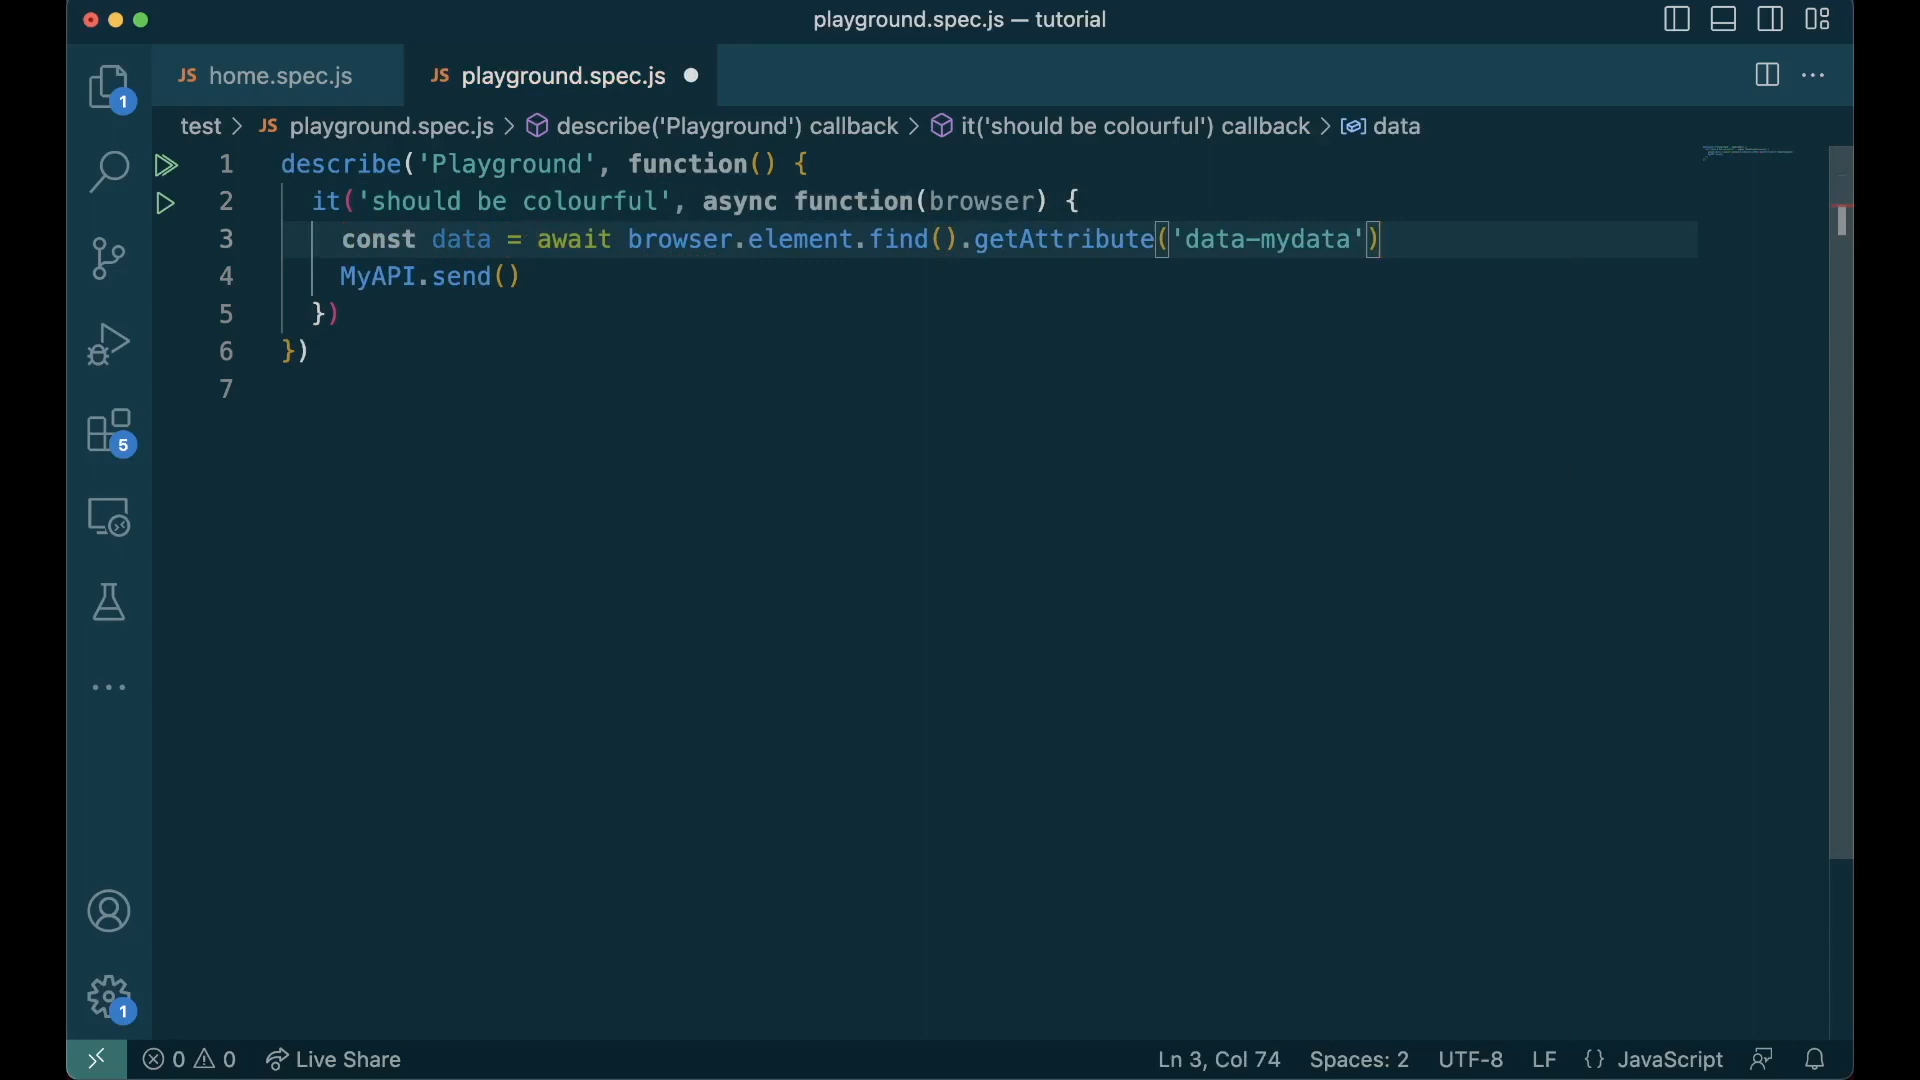 playground.spec.js — tutorial
JS home.spec.js
JS playground.spec.js
test > JS playground.spec.js > describe('Playground') callback > it('should be colourful') callback > data
1 describe('Playground', function() {
2 it('should be colourful', async function(browser) {
3 const data = await browser.element.find().getAttribute('data-mydata')
4 MyAPI.send()
5 })
6 })
7
1
5
1
0 0 Live Share Ln 3, Col 74 Spaces: 2 UTF-8 LF {} JavaScript